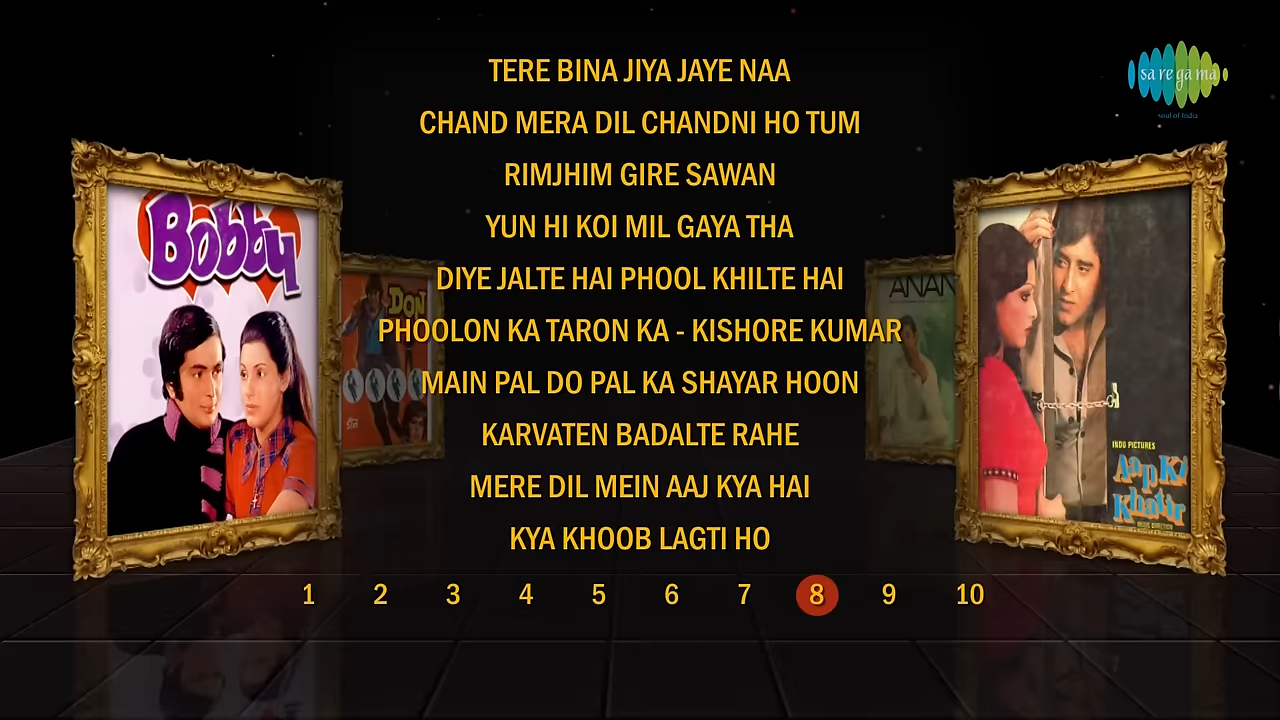 sa re ga ma
soul of India
TERE BINA JIYA JAYE NAA
CHAND MERA DIL CHANDNI HO TUM
RIMJHIM GIRE SAWAN
YUN HI KOI MIL GAYA THA
DIYE JALTE HAI PHOOL KHILTE HAI
PHOOLON KA TARON KA - KISHORE KUMAR
MAIN PAL DO PAL KA SHAYAR HOON
KARVATEN BADALTE RAHE
MERE DIL MEIN AAJ KYA HAI
KYA KHOOB LAGTI HO
1 2 3 4 5 6 7 8 9 10
Bobby
DON
ANAN
INDU PICTURES
Aap Ki
Khatir
MUSIC DIRECTION